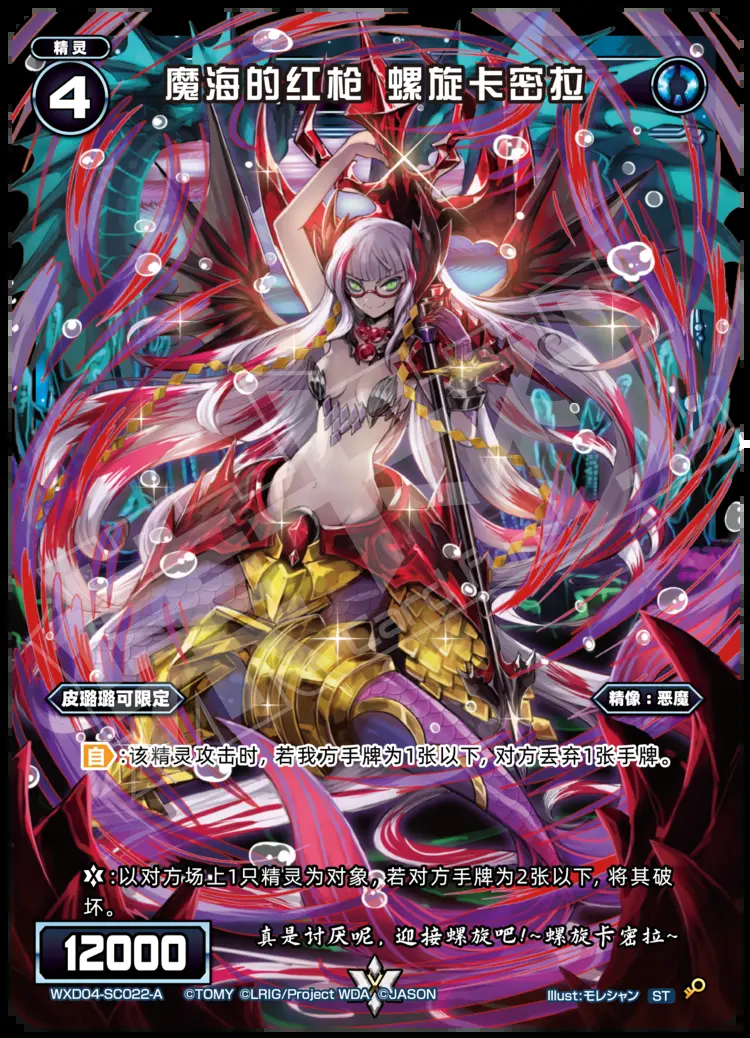 精灵
4
魔海的红枪 螺旋卡密拉
皮璐璐可限定
精像：恶魔
自:该精灵攻击时，若我方手牌为1张以下，对方丢弃1张手牌。
:以对方场上1只精灵为对象，若对方手牌为2张以下，将其破
坏。
真是讨厌呢，迎接螺旋吧!~螺旋卡密拉~
12000
WXD04-SC022-A ©TOMY ©LRIG/Project WDA ©JASON
Illust:モレシャン ST